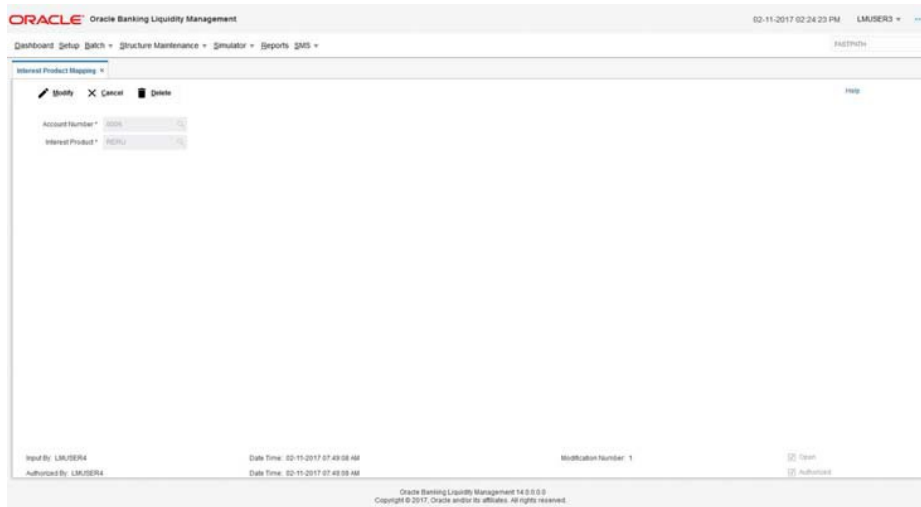 ORACLE® Oracle Banking Liquidity Management
02-11-2017 02:24:23 PM LMUSER3
Dashboard Setup Batch Structure Maintenance Simulator Reports SMS
FASTPATH
Interest Product Mapping ×
Modify Cancel Delete
Help
Account Number *
Interest Product *
Input By: LMUSER4 Date Time: 02-11-2017 07:49:08 AM Modification Number: 1 Open
Authorized By: LMUSER4 Date Time: 02-11-2017 07:49:08 AM Authorized
Oracle Banking Liquidity Management 14.0.0.0.0
Copyright © 2017, Oracle and/or its affiliates. All rights reserved.